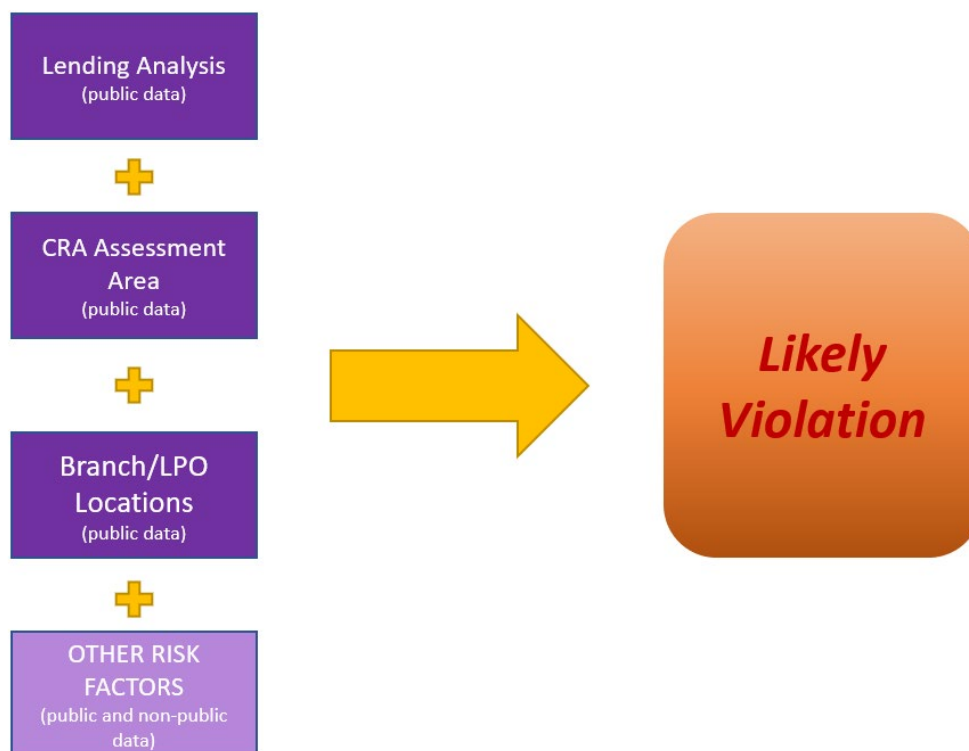 Lending Analysis
(public data)
CRA Assessment
Area
(public data)
Branch/LPO
Locations
(public data)
OTHER RISK
FACTORS
(public and non-public
data)
Likely
Violation